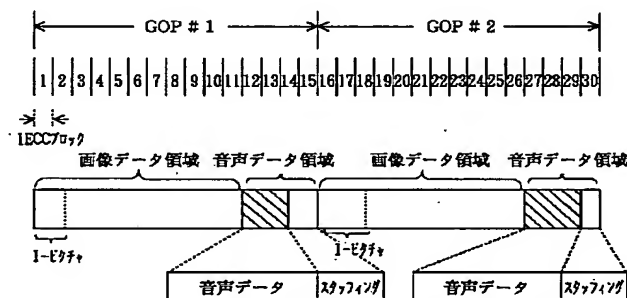 GOP # 1 GOP # 2
1 2 3 4 5 6 7 8 9 10 11 12 13 14 15 16 17 18 19 20 21 22 23 24 25 26 27 28 29 30
1ECCブロック
画像データ領域 音声データ領域 画像データ領域 音声データ領域
I-ピクチャ I-ピクチャ
音声データ スタッフィング 音声データ スタッフィング